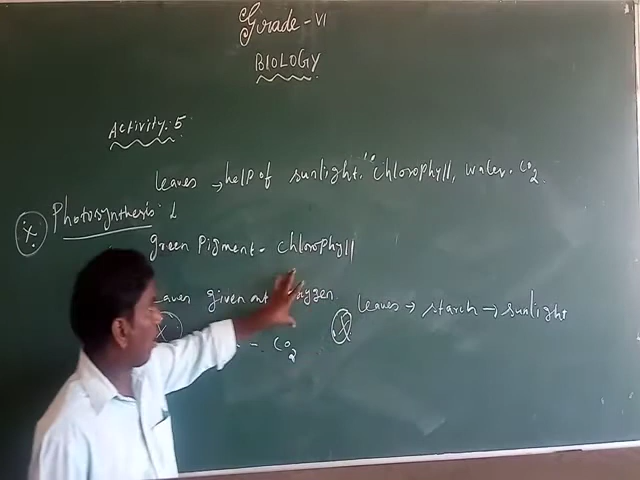 Grade - VI
BIOLOGY
Activity: 5
leaves → help of sunlight, chlorophyll, water, CO2
X Photosynthesis:
green Pigment - chlorophyll
leaves given out oxygen
X leaves → starch → sunlight
X - CO2